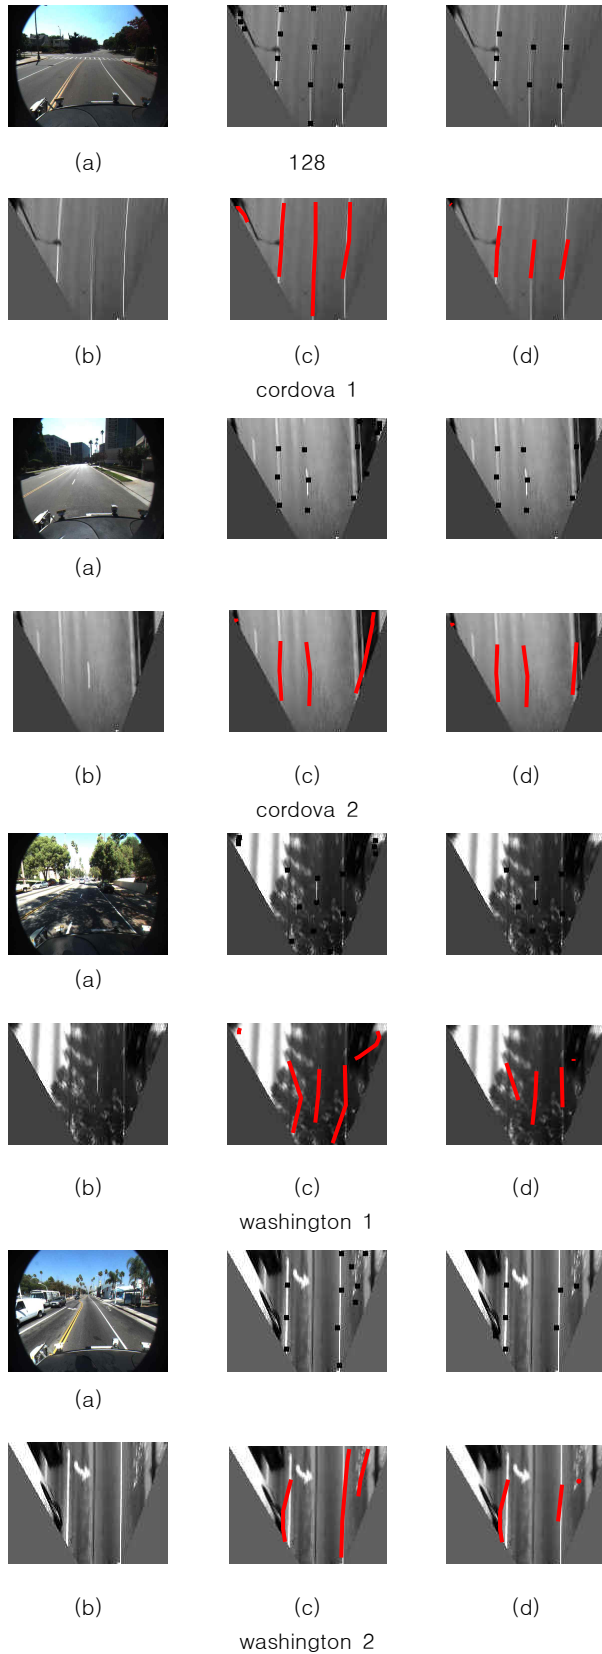 (a) 128
(b) (c) (d)
cordova 1
(a)
(b) (c) (d)
cordova 2
(a)
(b) (c) (d)
washington 1
(a)
(b) (c) (d)
washington 2